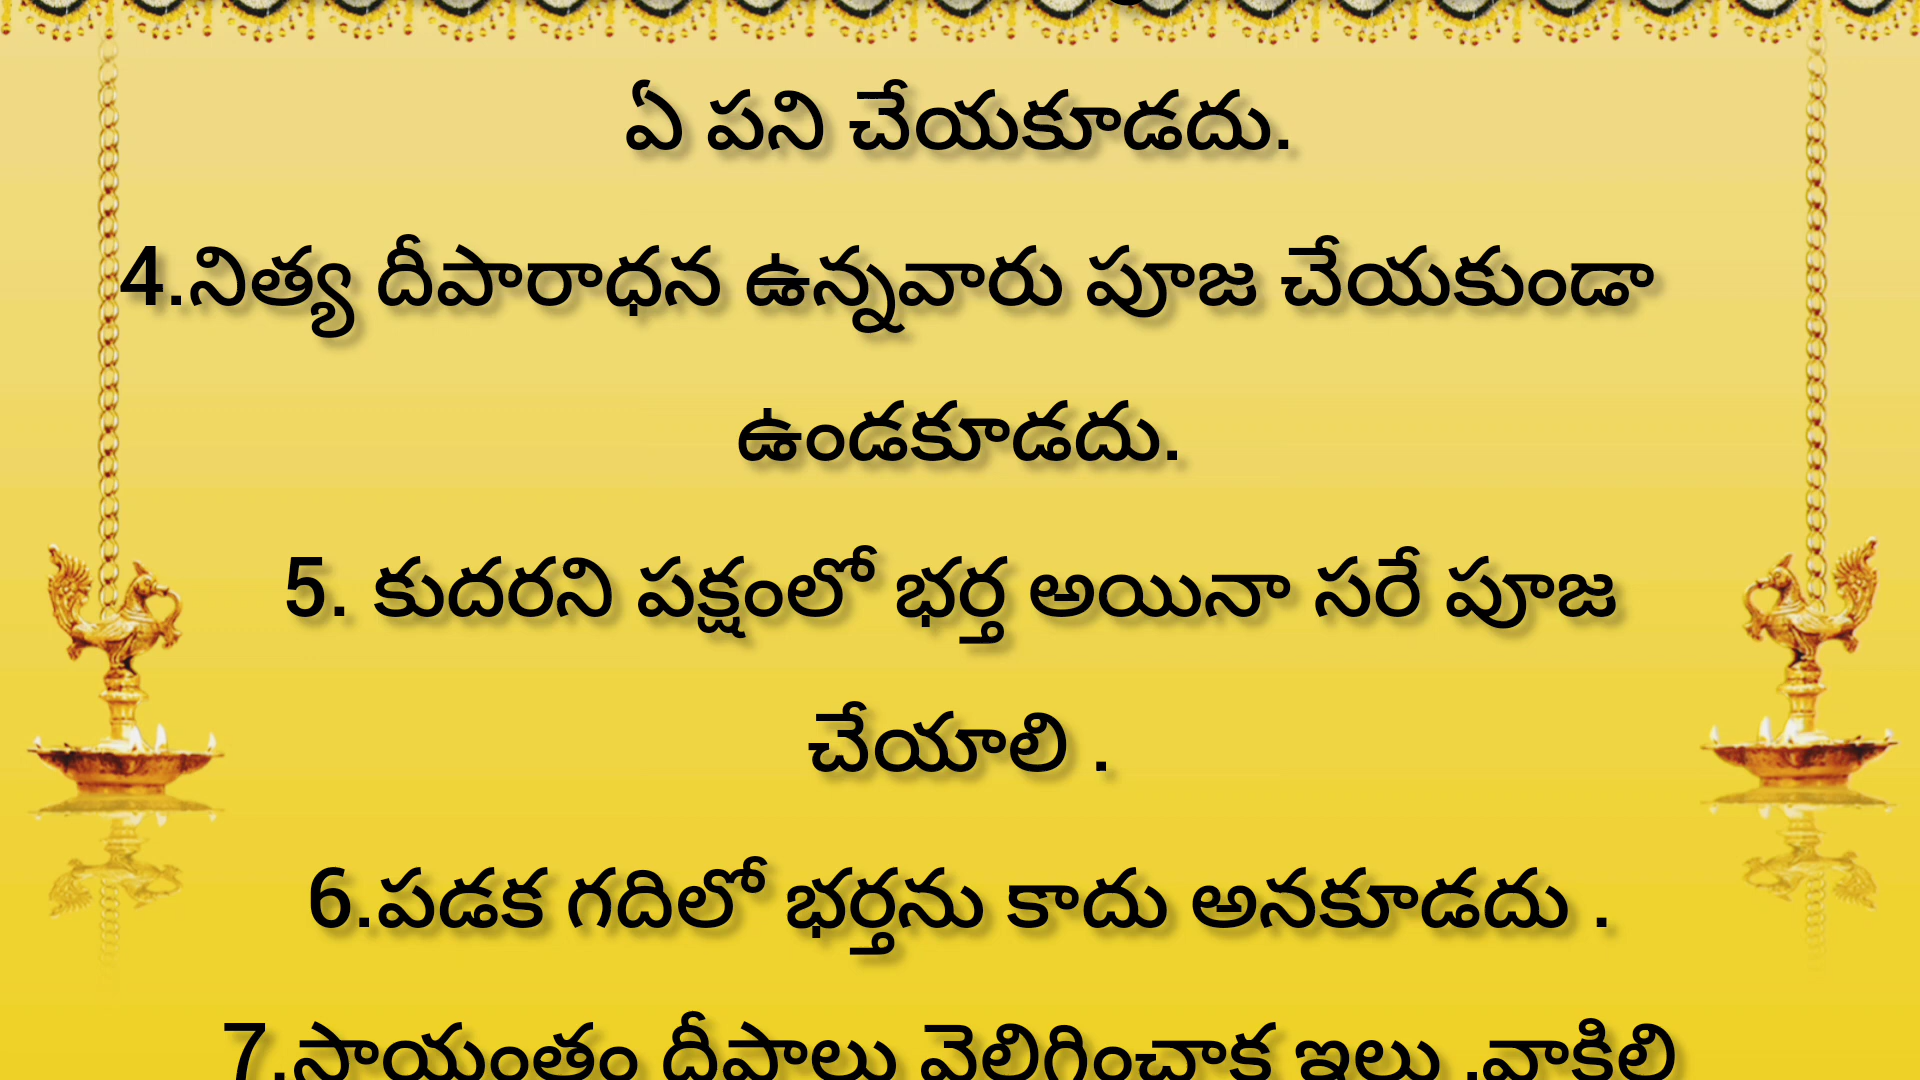 ఏ పని చేయకూడదు.
4.నిత్య దీపారాధన ఉన్నవారు పూజ చేయకుండా
ఉండకూడదు.
5. కుదరని పక్షంలో భర్త అయినా సరే పూజ
చేయాలి .
6.పడక గదిలో భర్తను కాదు అనకూడదు .
7.సాయంతం దీపాలు వెలిగించాక ఇలు ,వాకిలి